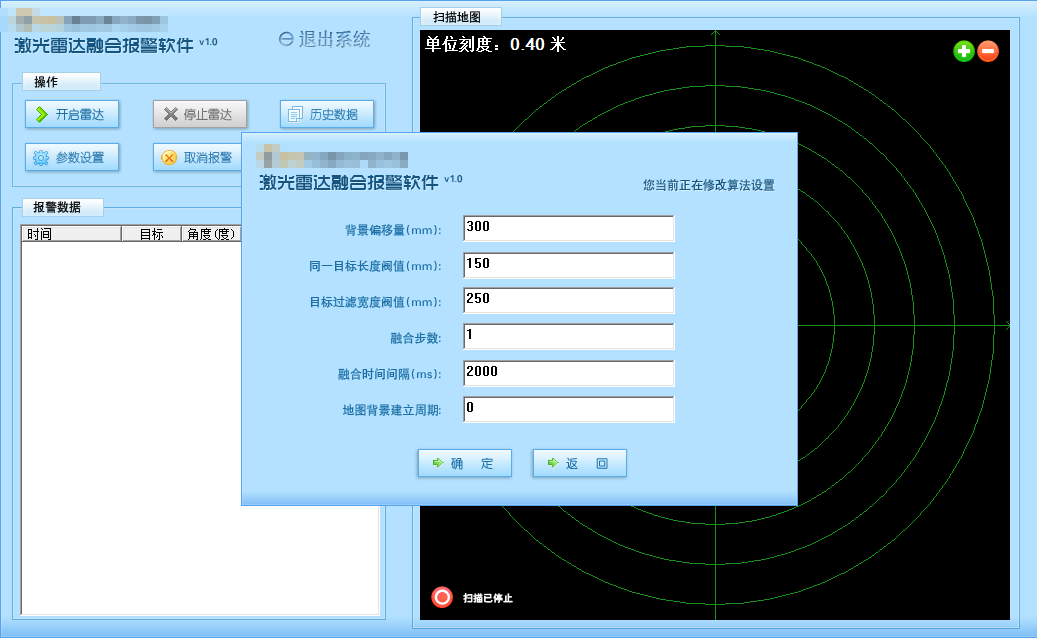 激光雷达融合报警软件 v1.0
退出系统
操作
开启雷达
停止雷达
历史数据
参数设置
取消报警
报警数据
时间
目标
角度(度)
扫描地图
单位刻度：0.40 米
扫描已停止
激光雷达融合报警软件 v1.0
您当前正在修改算法设置
背景偏移量(mm): 300
同一目标长度阀值(mm): 150
目标过滤宽度阀值(mm): 250
融合步数: 1
融合时间间隔(ms): 2000
地图背景建立周期: 0
确 定
返 回